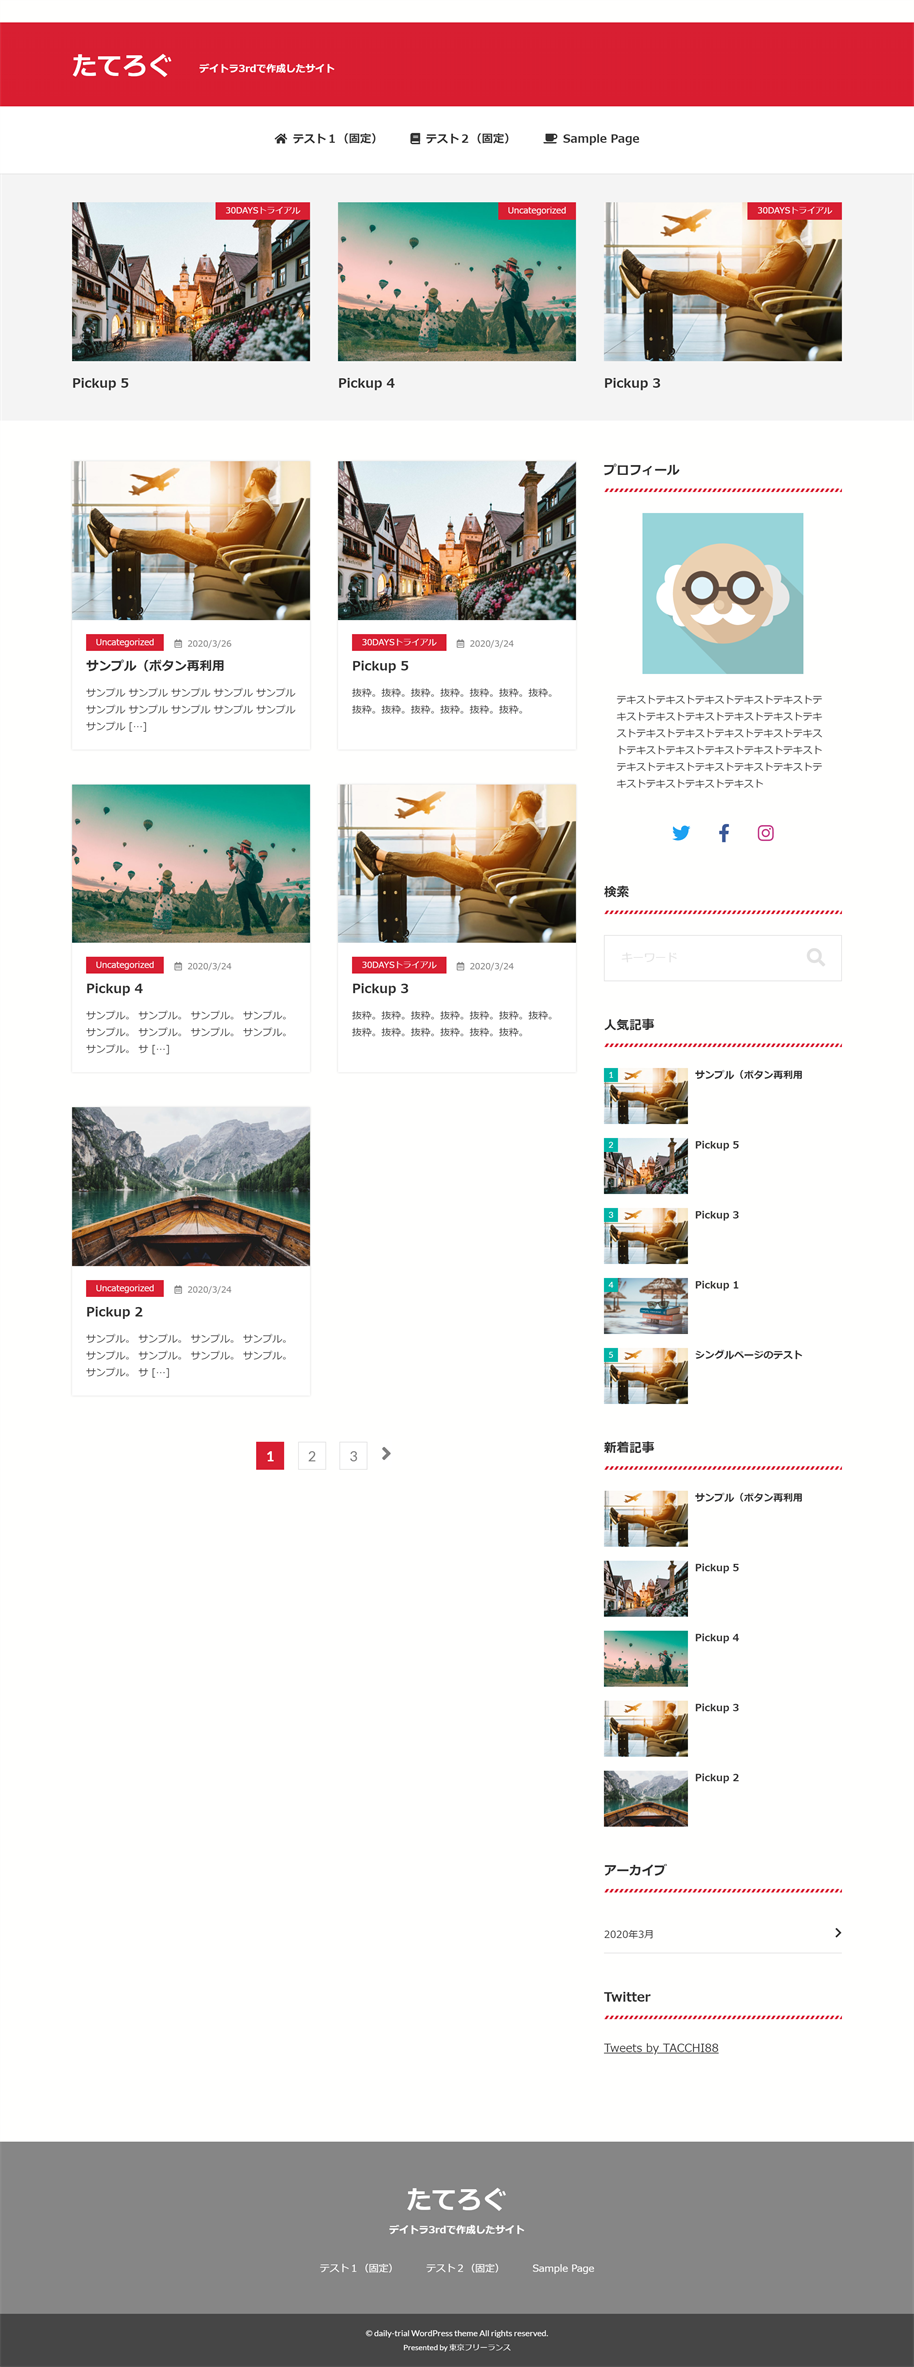 たてろぐ
デイトラ3rdで作成したサイト
テスト１（固定）
テスト２（固定）
Sample Page
30DAYSトライアル
Uncategorized
30DAYSトライアル
Pickup 5
Pickup 4
Pickup 3
Uncategorized 2020/3/26
サンプル（ボタン再利用
サンプル サンプル サンプル サンプル サンプル
サンプル サンプル サンプル サンプル サンプル
サンプル […]
30DAYSトライアル 2020/3/24
Pickup 5
抜粋。抜粋。抜粋。抜粋。抜粋。抜粋。抜粋。
抜粋。抜粋。抜粋。抜粋。抜粋。抜粋。
Uncategorized 2020/3/24
Pickup 4
サンプル。 サンプル。 サンプル。 サンプル。
サンプル。 サンプル。 サンプル。 サンプル。
サンプル。 サ […]
30DAYSトライアル 2020/3/24
Pickup 3
抜粋。抜粋。抜粋。抜粋。抜粋。抜粋。抜粋。
抜粋。抜粋。抜粋。抜粋。抜粋。抜粋。
Uncategorized 2020/3/24
Pickup 2
サンプル。 サンプル。 サンプル。 サンプル。
サンプル。 サンプル。 サンプル。 サンプル。
サンプル。 サ […]
1 2 3
プロフィール
テキストテキストテキストテキストテキストテ
キストテキストテキストテキストテキストテキ
ストテキストテキストテキストテキストテキス
トテキストテキストテキストテキストテキスト
テキストテキストテキストテキストテキストテ
キストテキストテキストテキスト
検索
キーワード
人気記事
1 サンプル（ボタン再利用
2 Pickup 5
3 Pickup 3
4 Pickup 1
5 シングルページのテスト
新着記事
サンプル（ボタン再利用
Pickup 5
Pickup 4
Pickup 3
Pickup 2
アーカイブ
2020年3月
Twitter
Tweets by TACCHI88
たてろぐ
デイトラ3rdで作成したサイト
テスト１（固定） テスト２（固定） Sample Page
© daily-trial WordPress theme All rights reserved.
Presented by 東京フリーランス